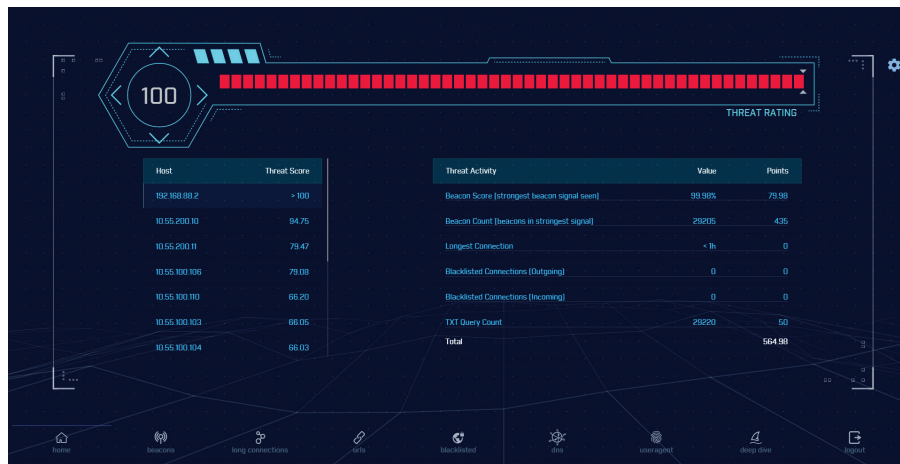 100
THREAT RATING
Host Threat Score
192.168.88.2 > 100
10.55.200.10 94.75
10.55.200.11 79.47
10.55.100.106 79.08
10.55.100.110 66.20
10.55.100.103 66.05
10.55.100.104 66.03
Threat Activity Value Points
Beacon Score (strongest beacon signal seen) 99.98% 79.98
Beacon Count (beacons in strongest signal) 29205 435
Longest Connection < 1h 0
Blacklisted Connections (Outgoing) 0 0
Blacklisted Connections (Incoming) 0 0
TXT Query Count 29220 50
Total 564.98
home beacons long connections urls blacklisted dns useragent deep dive logout